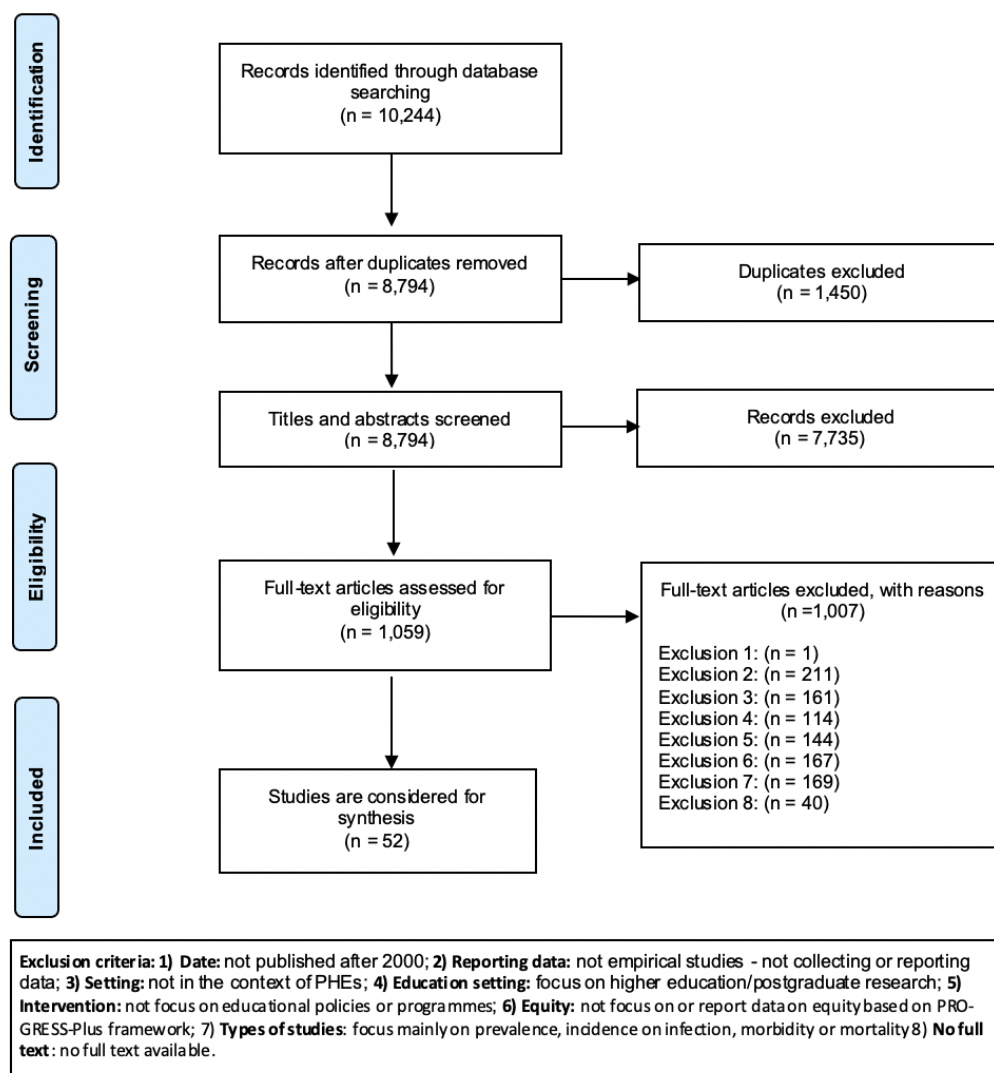 Identification
Records identified through database
searching
(n = 10,244)
Screening
Records after duplicates removed
(n = 8,794)
Duplicates excluded
(n = 1,450)
Titles and abstracts screened
(n = 8,794)
Records excluded
(n = 7,735)
Eligibility
Full-text articles assessed for
eligibility
(n = 1,059)
Full-text articles excluded, with reasons
(n =1,007)
Exclusion 1: (n = 1)
Exclusion 2: (n = 211)
Exclusion 3: (n = 161)
Exclusion 4: (n = 114)
Exclusion 5: (n = 144)
Exclusion 6: (n = 167)
Exclusion 7: (n = 169)
Exclusion 8: (n = 40)
Included
Studies are considered for
synthesis
(n = 52)
Exclusion criteria: 1) Date: not published after 2000; 2) Reporting data: not empirical studies - not collecting or reporting
data; 3) Setting: not in the context of PHEs; 4) Education setting: focus on higher education/postgraduate research; 5)
Intervention: not focus on educational policies or programmes; 6) Equity: not focus on or report data on equity based on PRO-
GRESS-Plus framework; 7) Types of studies: focus mainly on prevalence, incidence on infection, morbidity or mortality 8) No full
text: no full text available.